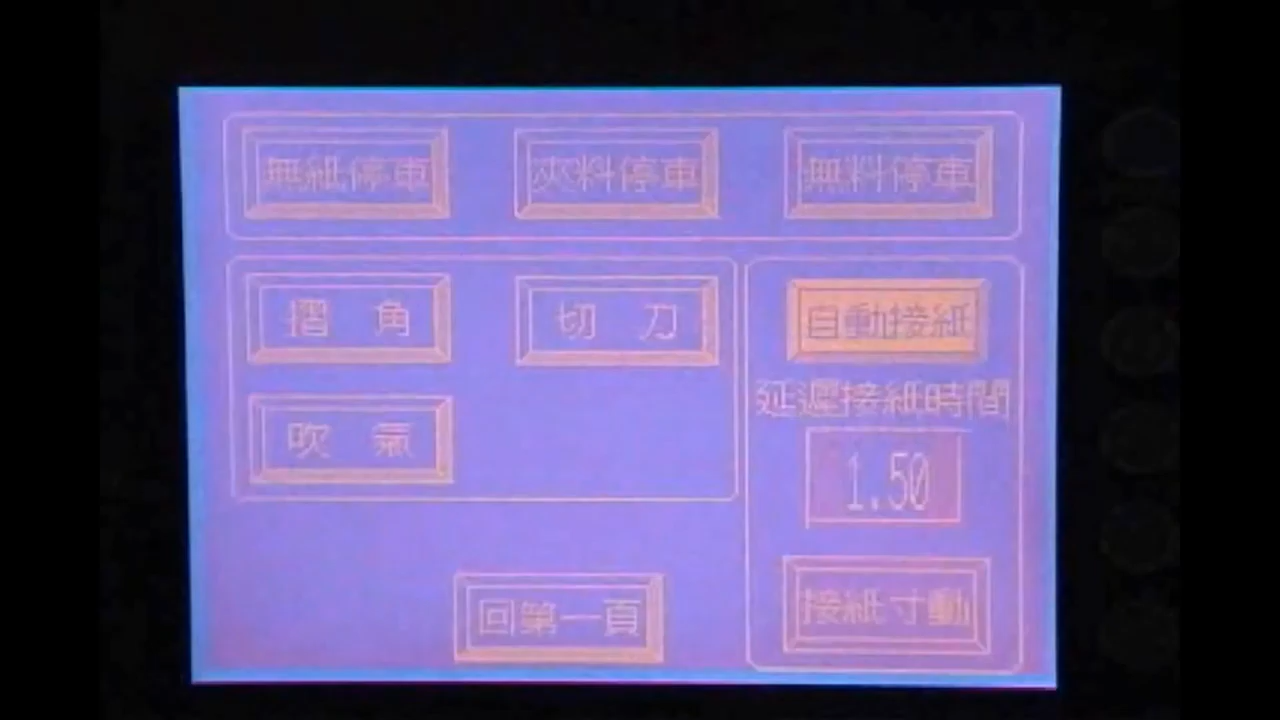 無紙停車 夾料停車 無料停車
摺 角 切 刀 自動接紙
延遲接紙時間
吹 氣
1.50
接紙寸動
回第一頁